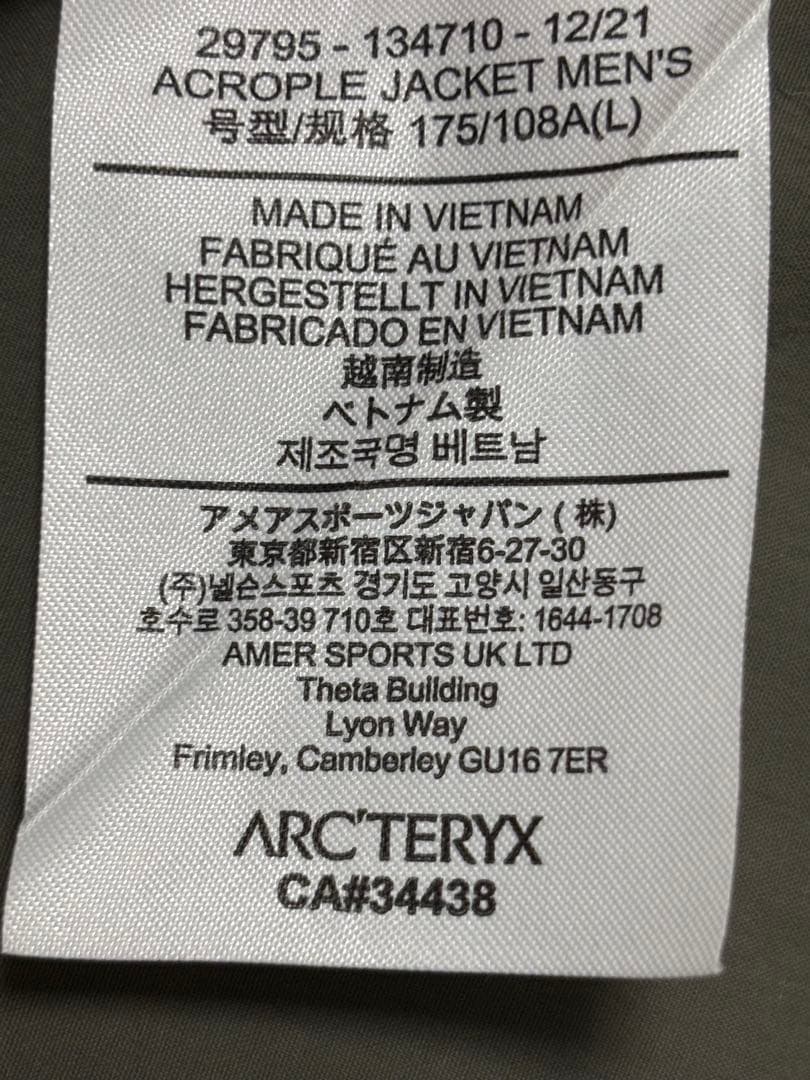 29795 - 134710 - 12/21
ACROPLE JACKET MEN'S
号型/规格 175/108A(L)
MADE IN VIETNAM
FABRIQUÉ AU VIETNAM
HERGESTELLT IN VIETNAM
FABRICADO EN VIETNAM
越南制造
ベトナム製
제조국명 베트남
アメアスポーツジャパン (株)
東京都新宿区新宿6-27-30
(주)넬슨스포츠 경기도 고양시 일산동구
호수로 358-39 710호 대표번호: 1644-1708
AMER SPORTS UK LTD
Theta Building
Lyon Way
Frimley, Camberley GU16 7ER
ARC'TERYX
CA#34438